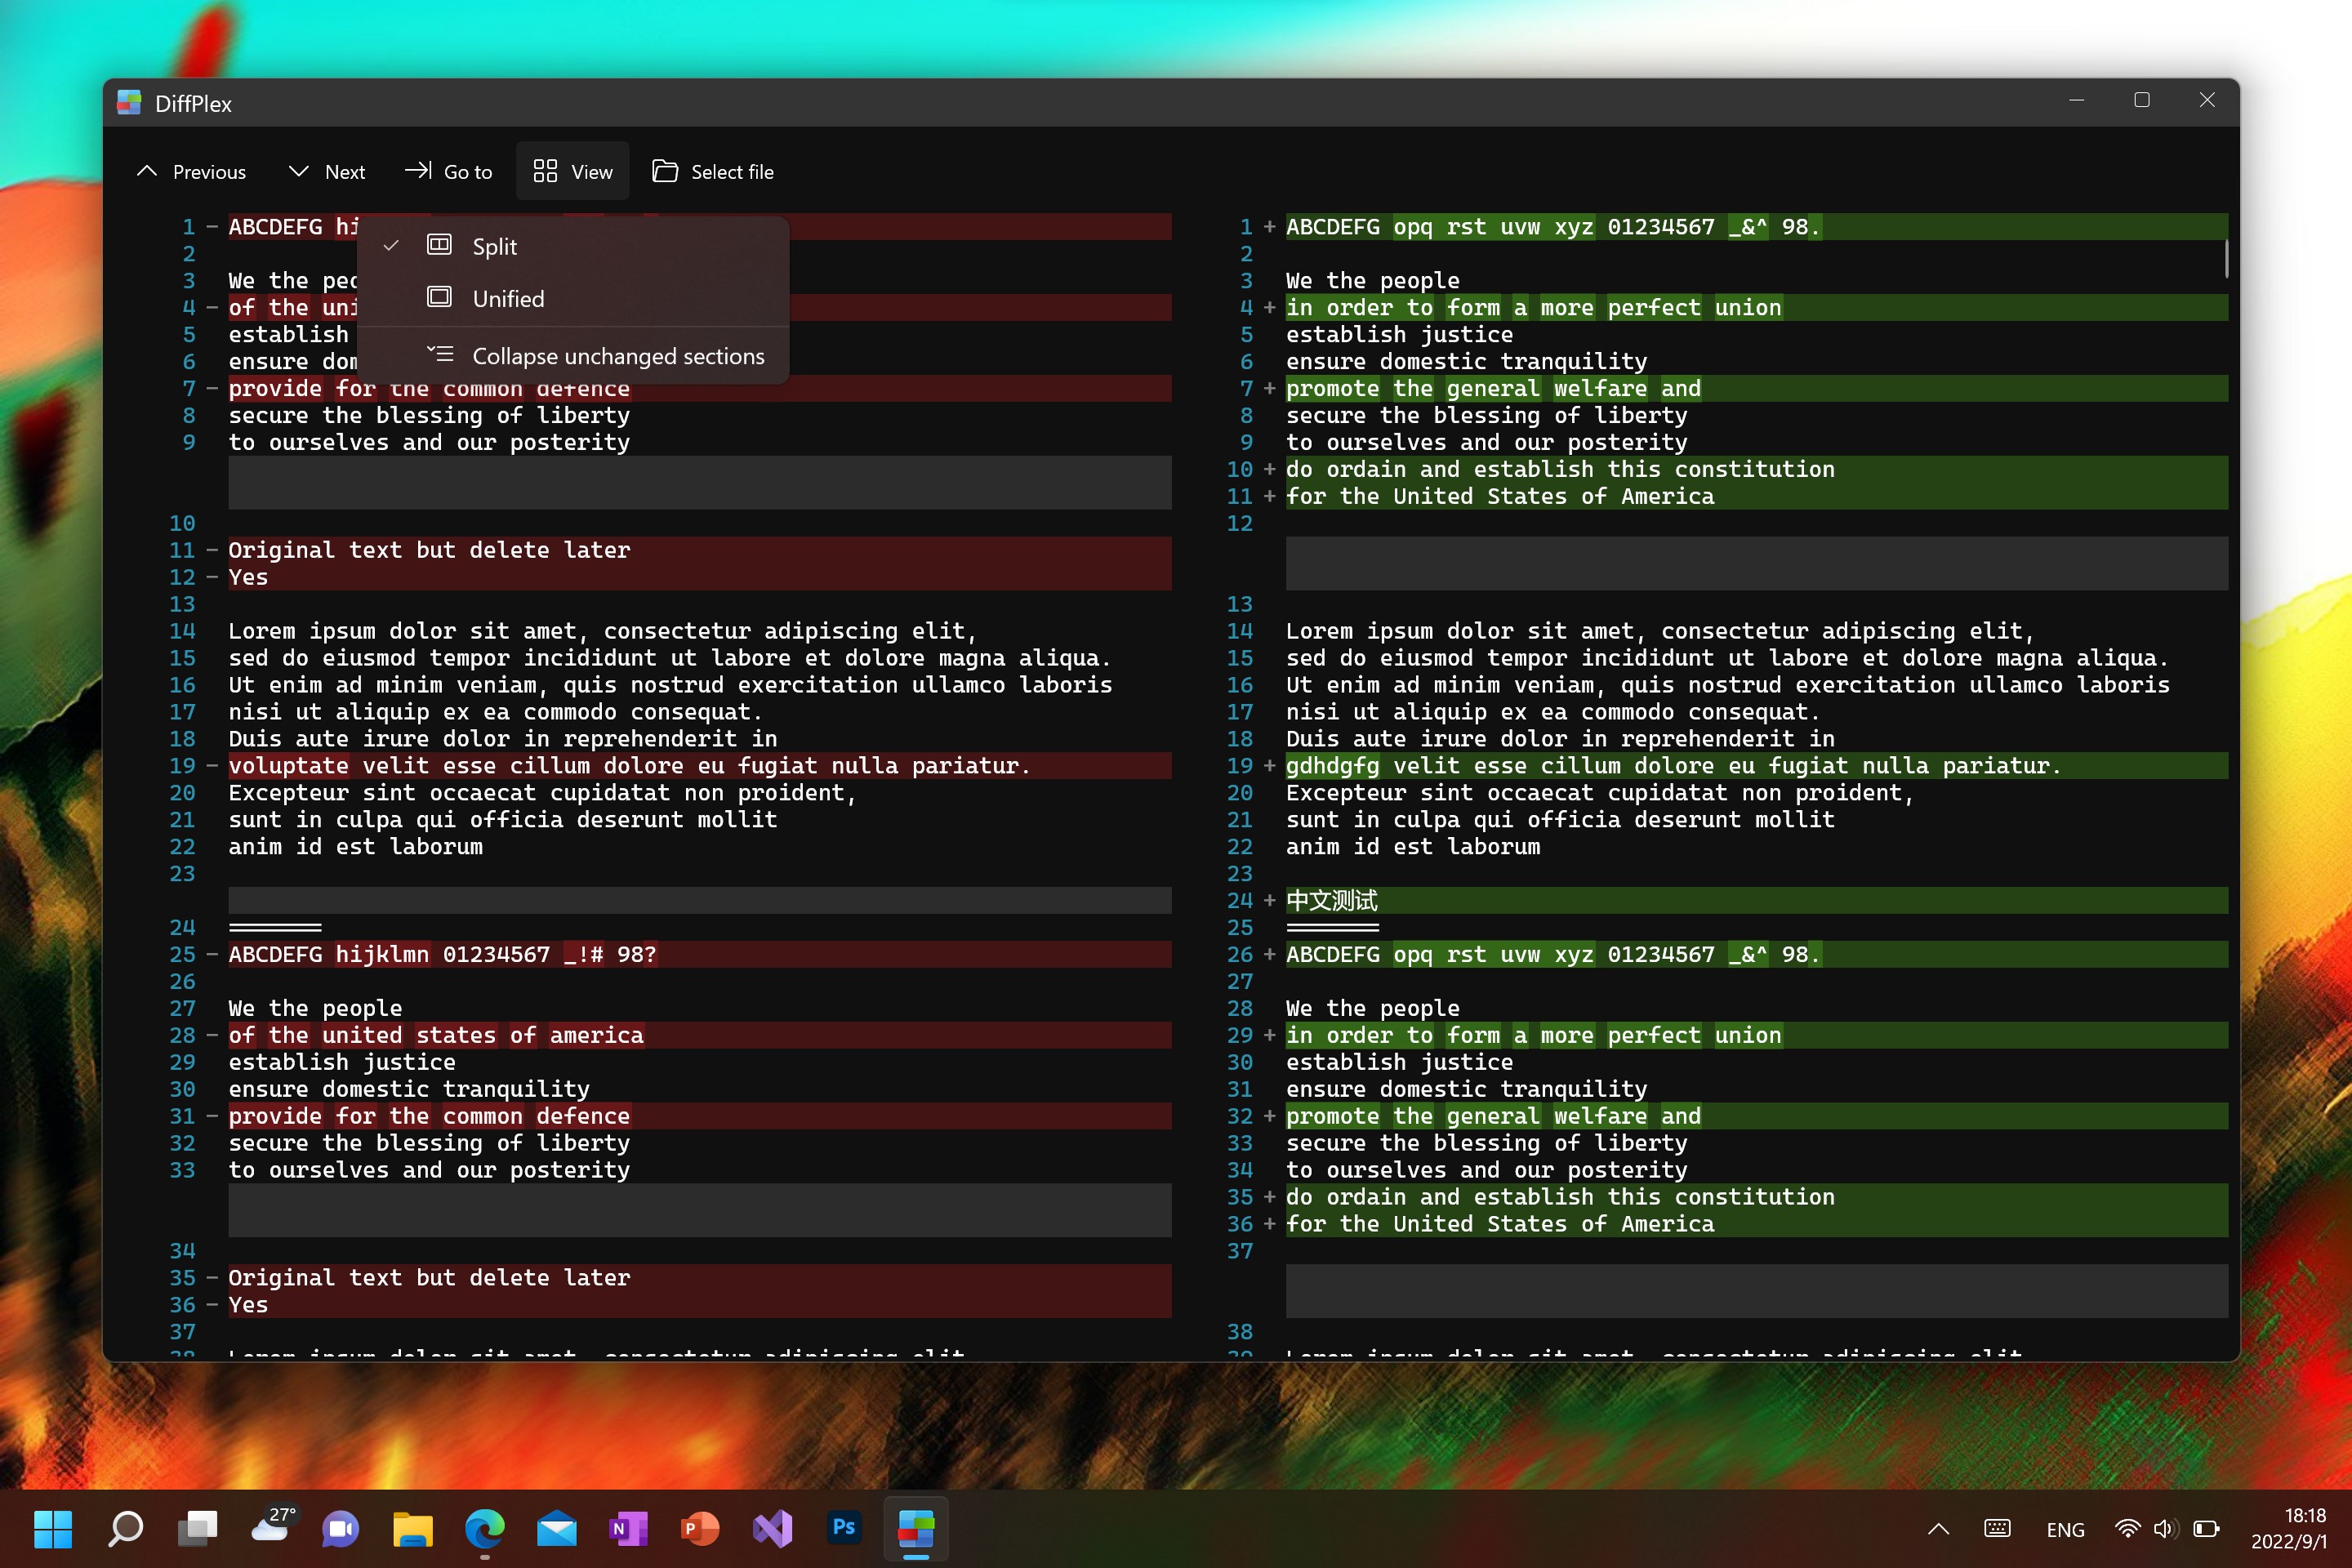 DiffPlex
Previous Next Go to View Select file
Split
Unified
Collapse unchanged sections
1 − ABCDEFG hi
2
3 We the peo
4 − of the uni
5 establish
6 ensure dom
7 − provide for the common defence
8 secure the blessing of liberty
9 to ourselves and our posterity
10
11 − Original text but delete later
12 − Yes
13
14 Lorem ipsum dolor sit amet, consectetur adipiscing elit,
15 sed do eiusmod tempor incididunt ut labore et dolore magna aliqua.
16 Ut enim ad minim veniam, quis nostrud exercitation ullamco laboris
17 nisi ut aliquip ex ea commodo consequat.
18 Duis aute irure dolor in reprehenderit in
19 − voluptate velit esse cillum dolore eu fugiat nulla pariatur.
20 Excepteur sint occaecat cupidatat non proident,
21 sunt in culpa qui officia deserunt mollit
22 anim id est laborum
23
24 =======
25 − ABCDEFG hijklmn 01234567 _!# 98?
26
27 We the people
28 − of the united states of america
29 establish justice
30 ensure domestic tranquility
31 − provide for the common defence
32 secure the blessing of liberty
33 to ourselves and our posterity
34
35 − Original text but delete later
36 − Yes
37
38 Lorem ipsum dolor sit amet, consectetur adipiscing elit
1 + ABCDEFG opq rst uvw xyz 01234567 _&^ 98.
2
3 We the people
4 + in order to form a more perfect union
5 establish justice
6 ensure domestic tranquility
7 + promote the general welfare and
8 secure the blessing of liberty
9 to ourselves and our posterity
10 + do ordain and establish this constitution
11 + for the United States of America
12
13
14 Lorem ipsum dolor sit amet, consectetur adipiscing elit,
15 sed do eiusmod tempor incididunt ut labore et dolore magna aliqua.
16 Ut enim ad minim veniam, quis nostrud exercitation ullamco laboris
17 nisi ut aliquip ex ea commodo consequat.
18 Duis aute irure dolor in reprehenderit in
19 + gdhdgfg velit esse cillum dolore eu fugiat nulla pariatur.
20 Excepteur sint occaecat cupidatat non proident,
21 sunt in culpa qui officia deserunt mollit
22 anim id est laborum
23
24 + 中文测试
25 =======
26 + ABCDEFG opq rst uvw xyz 01234567 _&^ 98.
27
28 We the people
29 + in order to form a more perfect union
30 establish justice
31 ensure domestic tranquility
32 + promote the general welfare and
33 secure the blessing of liberty
34 to ourselves and our posterity
35 + do ordain and establish this constitution
36 + for the United States of America
37
38
39 Lorem ipsum dolor sit amet, consectetur adipiscing elit
27° N P Ps ENG 18:18
2022/9/1